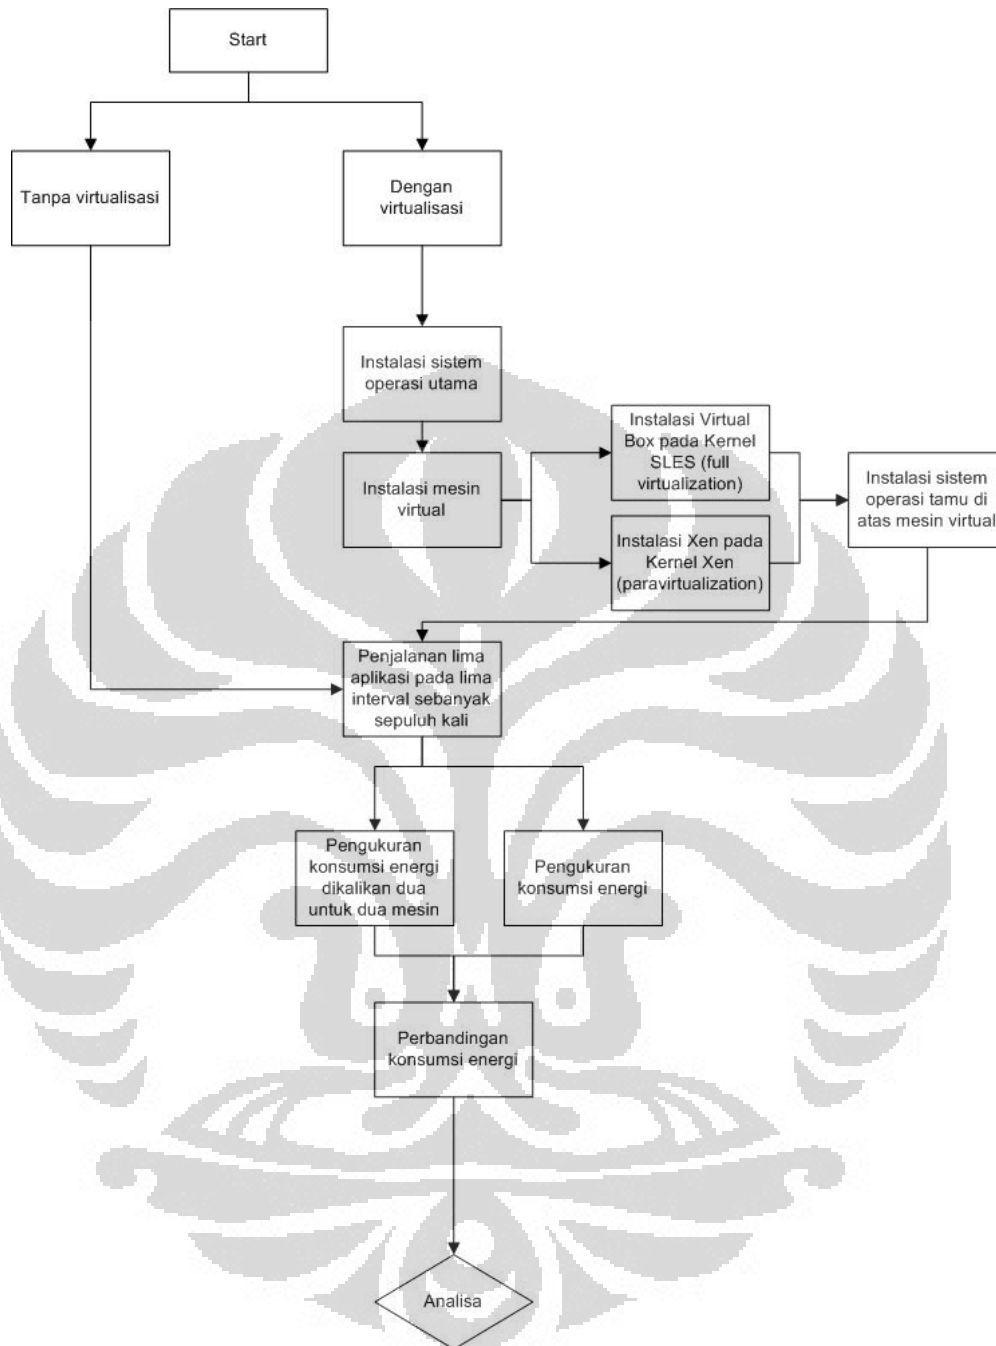 Start
Tanpa virtualisasi
Dengan
virtualisasi
Instalasi sistem
operasi utama
Instalasi mesin
virtual
Instalasi Virtual
Box pada Kernel
SLES (full
virtualization)
Instalasi Xen pada
Kernel Xen
(paravirtualization)
Instalasi sistem
operasi tamu di
atas mesin virtual
Penjalanan lima
aplikasi pada lima
interval sebanyak
sepuluh kali
Pengukuran
konsumsi energi
dikalikan dua
untuk dua mesin
Pengukuran
konsumsi energi
Perbandingan
konsumsi energi
Analisa